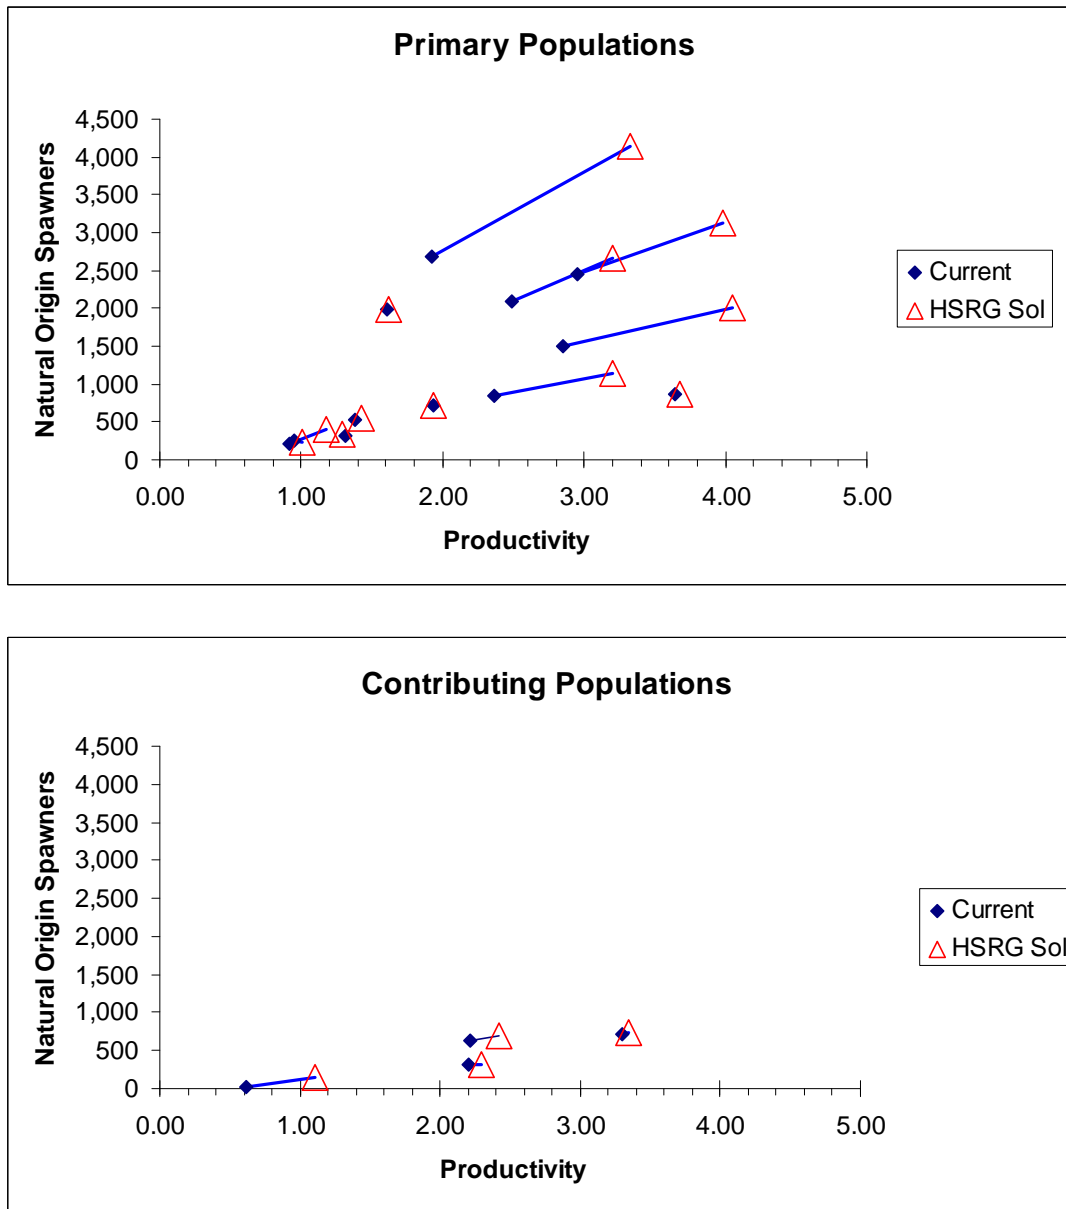 Primary Populations
4,500
4,000
3,500
3,000
2,500
2,000
1,500
1,000
500
0
Natural Origin Spawners
0.00 1.00 2.00 3.00 4.00 5.00
Productivity
Current
HSRG Sol
Contributing Populations
4,500
4,000
3,500
3,000
2,500
2,000
1,500
1,000
500
0
Natural Origin Spawners
0.00 1.00 2.00 3.00 4.00 5.00
Productivity
Current
HSRG Sol